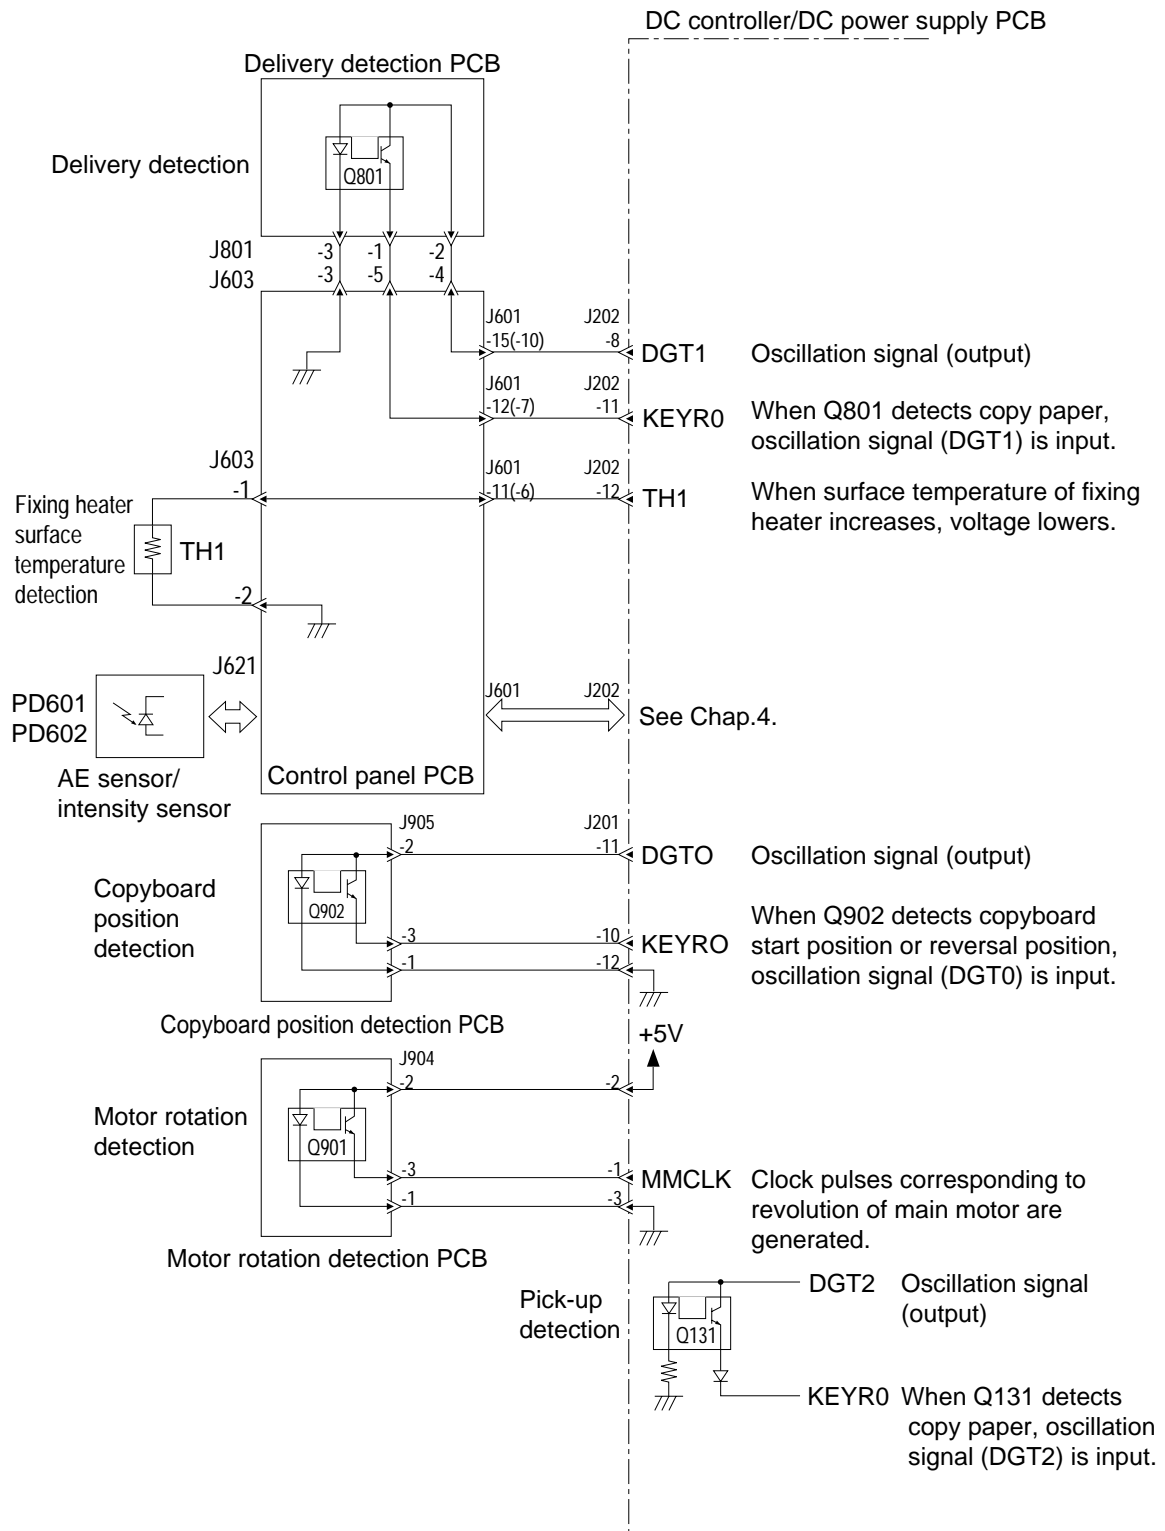 DC controller/DC power supply PCB
Delivery detection PCB
Delivery detection
Q801
J801
-3
-1
-2
J603
-3
-5
-4
J601
J202
-15(-10)
-8
DGT1
Oscillation signal (output)
J601
J202
-12(-7)
-11
KEYR0
When Q801 detects copy paper,
oscillation signal (DGT1) is input.
J603
-1
J601
J202
-11(-6)
-12
TH1
When surface temperature of fixing
heater increases, voltage lowers.
Fixing heater
surface
temperature
detection
TH1
-2
J621
PD601
PD602
AE sensor/
intensity sensor
J601
J202
See Chap.4.
Control panel PCB
J905
J201
-2
-11
DGTO
Oscillation signal (output)
Copyboard
position
detection
Q902
-3
-10
KEYRO
When Q902 detects copyboard
start position or reversal position,
oscillation signal (DGT0) is input.
-1
-12
Copyboard position detection PCB
+5V
J904
-2
-2
Motor rotation
detection
Q901
-3
-1
MMCLK
Clock pulses corresponding to
revolution of main motor are
generated.
-1
-3
Motor rotation detection PCB
Pick-up
detection
Q131
DGT2
Oscillation signal
(output)
KEYR0
When Q131 detects
copy paper, oscillation
signal (DGT2) is input.